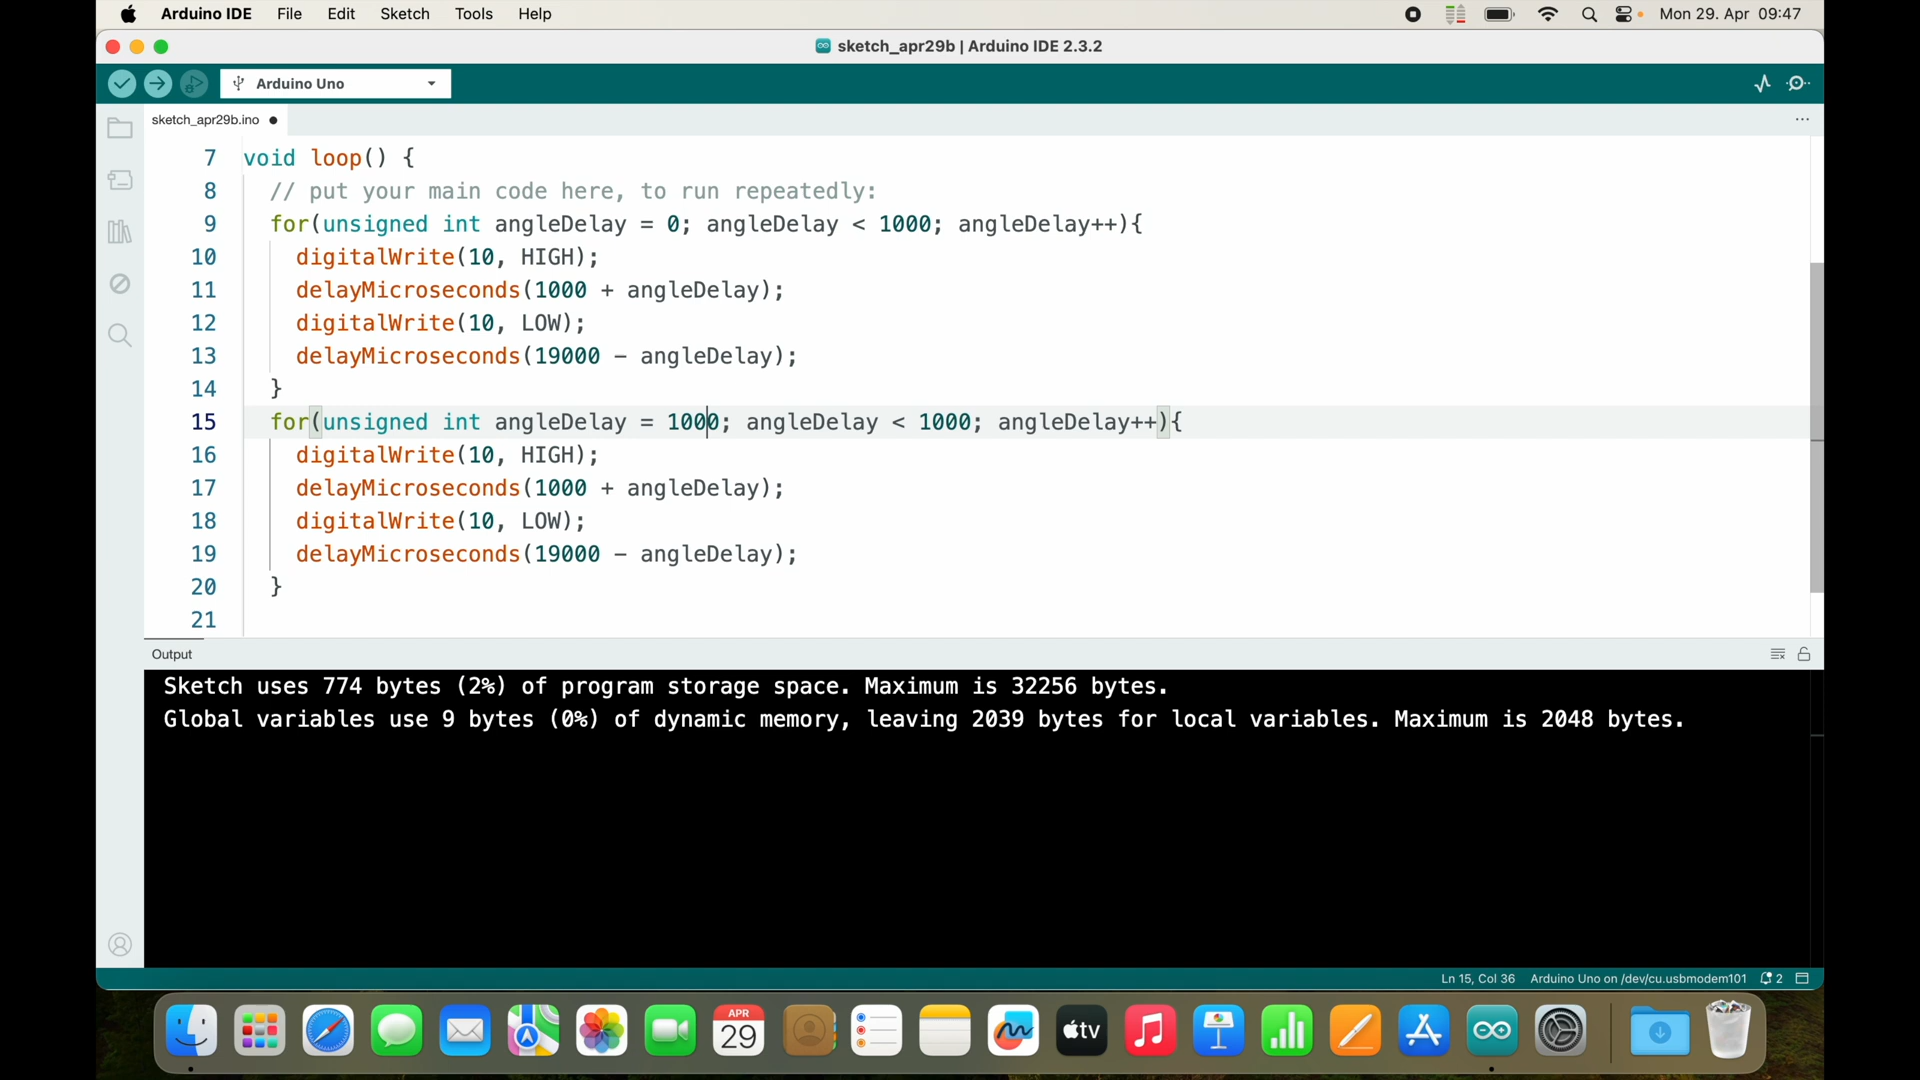 Arduino IDE File Edit Sketch Tools Help Mon 29. Apr 09:47
sketch_apr29b | Arduino IDE 2.3.2
Arduino Uno
sketch_apr29b.ino
7 void loop() {
8 // put your main code here, to run repeatedly:
9 for(unsigned int angleDelay = 0; angleDelay < 1000; angleDelay++){
10 digitalWrite(10, HIGH);
11 delayMicroseconds(1000 + angleDelay);
12 digitalWrite(10, LOW);
13 delayMicroseconds(19000 - angleDelay);
14 }
15 for(unsigned int angleDelay = 1000; angleDelay < 1000; angleDelay++){
16 digitalWrite(10, HIGH);
17 delayMicroseconds(1000 + angleDelay);
18 digitalWrite(10, LOW);
19 delayMicroseconds(19000 - angleDelay);
20 }
21
Output
Sketch uses 774 bytes (2%) of program storage space. Maximum is 32256 bytes.
Global variables use 9 bytes (0%) of dynamic memory, leaving 2039 bytes for local variables. Maximum is 2048 bytes.
Ln 15, Col 36 Arduino Uno on /dev/cu.usbmodem101 2
APR
29
tv